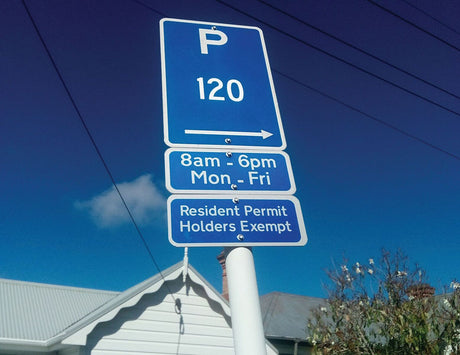 P
120
8am - 6pm
Mon - Fri
Resident Permit
Holders Exempt